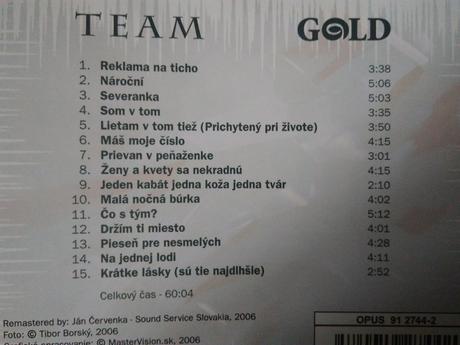 TEAM GOLD
1. Reklama na ticho 3:38
2. Nároční 5:06
3. Severanka 5:03
4. Som v tom 3:35
5. Lietam v tom tiež (Prichytený pri živote) 3:50
6. Máš moje číslo 4:15
7. Prievan v peňaženke 3:01
8. Ženy a kvety sa nekradnú 4:15
9. Jeden kabát jedna koža jedna tvár 2:10
10. Malá nočná búrka 4:02
11. Čo s tým? 5:12
12. Držím ti miesto 4:01
13. Pieseň pre nesmelých 4:28
14. Na jednej lodi 4:11
15. Krátke lásky (sú tie najdlhšie) 2:52
Celkový čas - 60:04
Remastered by: Ján Červenka - Sound Service Slovakia, 2006
Foto: © Tibor Borský, 2006
Grafické spracovanie: © MasterVision.sk, 2006
OPUS 91 2744-2